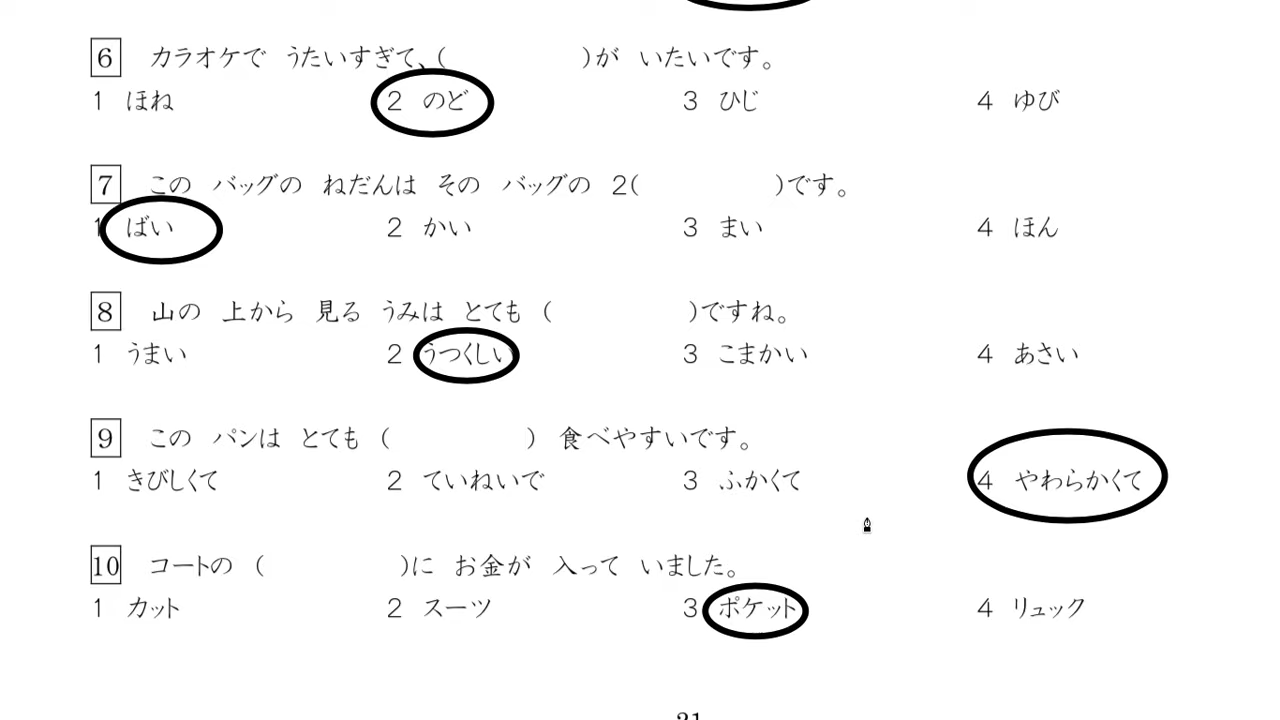 6 カラオケで うたいすぎて、( )が いたいです。
1 ほね 2 のど 3 ひじ 4 ゆび
7 この バッグの ねだんは その バッグの 2( )です。
1 ばい 2 かい 3 まい 4 ほん
8 山の 上から 見る うみは とても ( )ですね。
1 うまい 2 うつくしい 3 こまかい 4 あさい
9 この パンは とても ( ) 食べやすいです。
1 きびしくて 2 ていねいで 3 ふかくて 4 やわらかくて
10 コートの ( )に お金が 入って いました。
1 カット 2 スーツ 3 ポケット 4 リュック